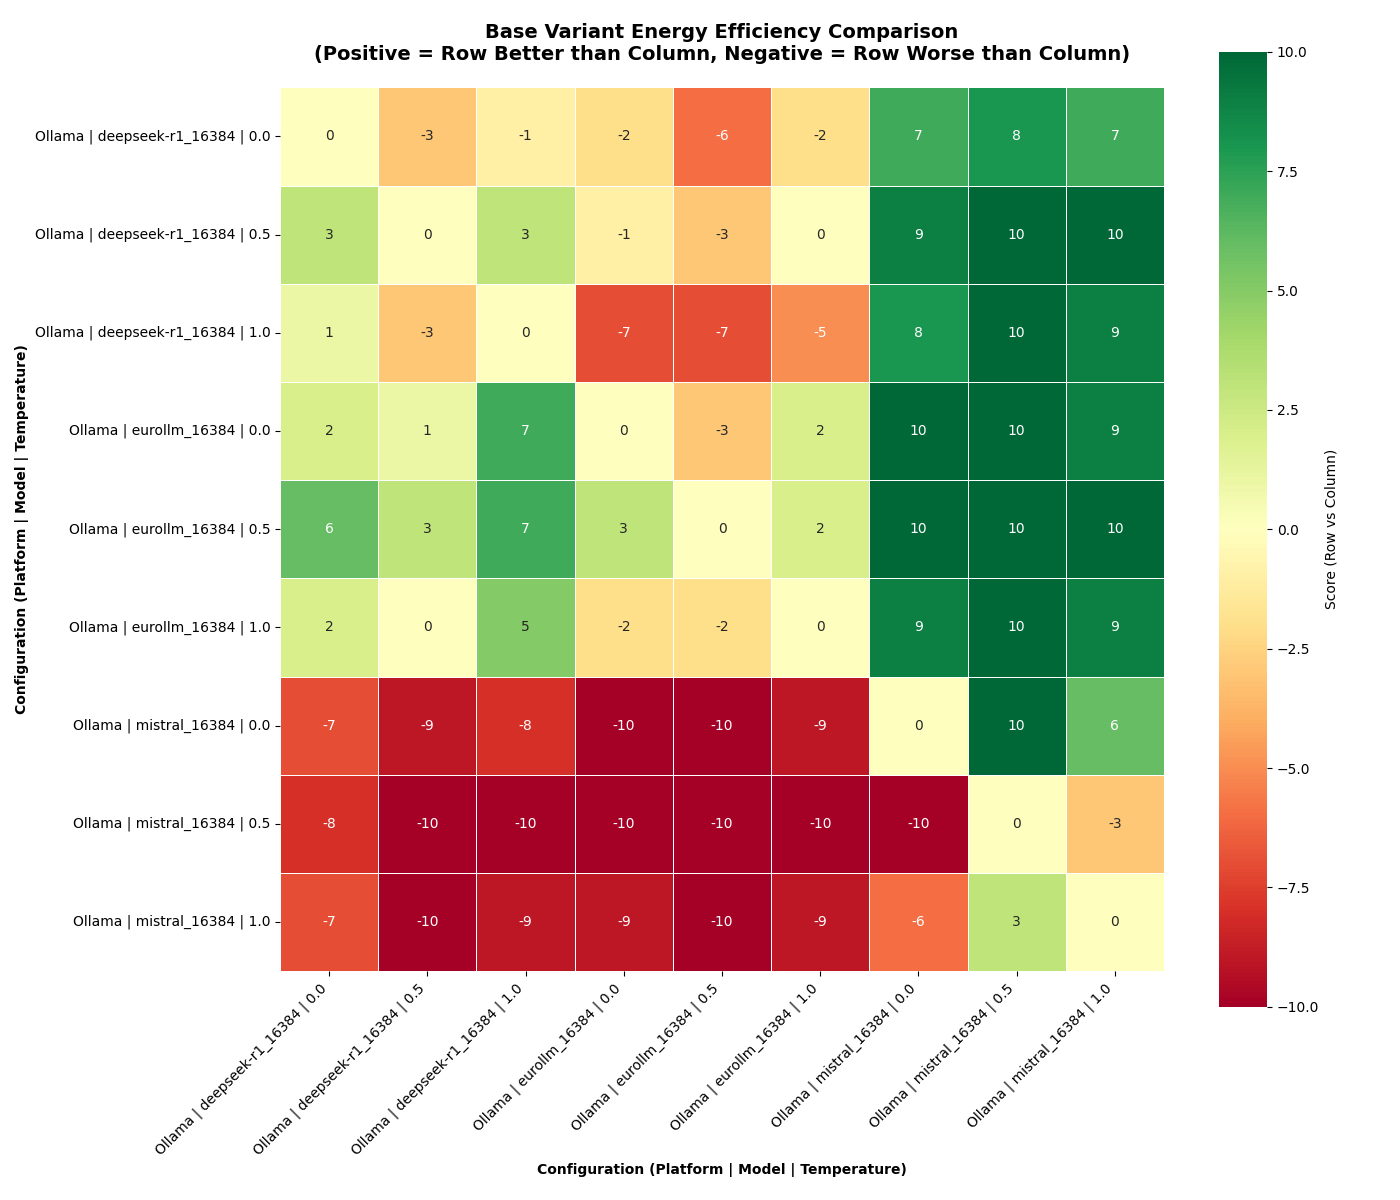 Base Variant Energy Efficiency Comparison
(Positive = Row Better than Column, Negative = Row Worse than Column)
Configuration (Platform | Model | Temperature)
Ollama | deepseek-r1_16384 | 0.0 0 -3 -1 -2 -6 -2 7 8 7
Ollama | deepseek-r1_16384 | 0.5 3 0 3 -1 -3 0 9 10 10
Ollama | deepseek-r1_16384 | 1.0 1 -3 0 -7 -7 -5 8 10 9
Ollama | eurollm_16384 | 0.0 2 1 7 0 -3 2 10 10 9
Ollama | eurollm_16384 | 0.5 6 3 7 3 0 2 10 10 10
Ollama | eurollm_16384 | 1.0 2 0 5 -2 -2 0 9 10 9
Ollama | mistral_16384 | 0.0 -7 -9 -8 -10 -10 -9 0 10 6
Ollama | mistral_16384 | 0.5 -8 -10 -10 -10 -10 -10 -10 0 -3
Ollama | mistral_16384 | 1.0 -7 -10 -9 -9 -10 -9 -6 3 0
Ollama | deepseek-r1_16384 | 0.0
Ollama | deepseek-r1_16384 | 0.5
Ollama | deepseek-r1_16384 | 1.0
Ollama | eurollm_16384 | 0.0
Ollama | eurollm_16384 | 0.5
Ollama | eurollm_16384 | 1.0
Ollama | mistral_16384 | 0.0
Ollama | mistral_16384 | 0.5
Ollama | mistral_16384 | 1.0
Configuration (Platform | Model | Temperature)
10.0
7.5
5.0
2.5
0.0
−2.5
−5.0
−7.5
−10.0
Score (Row vs Column)